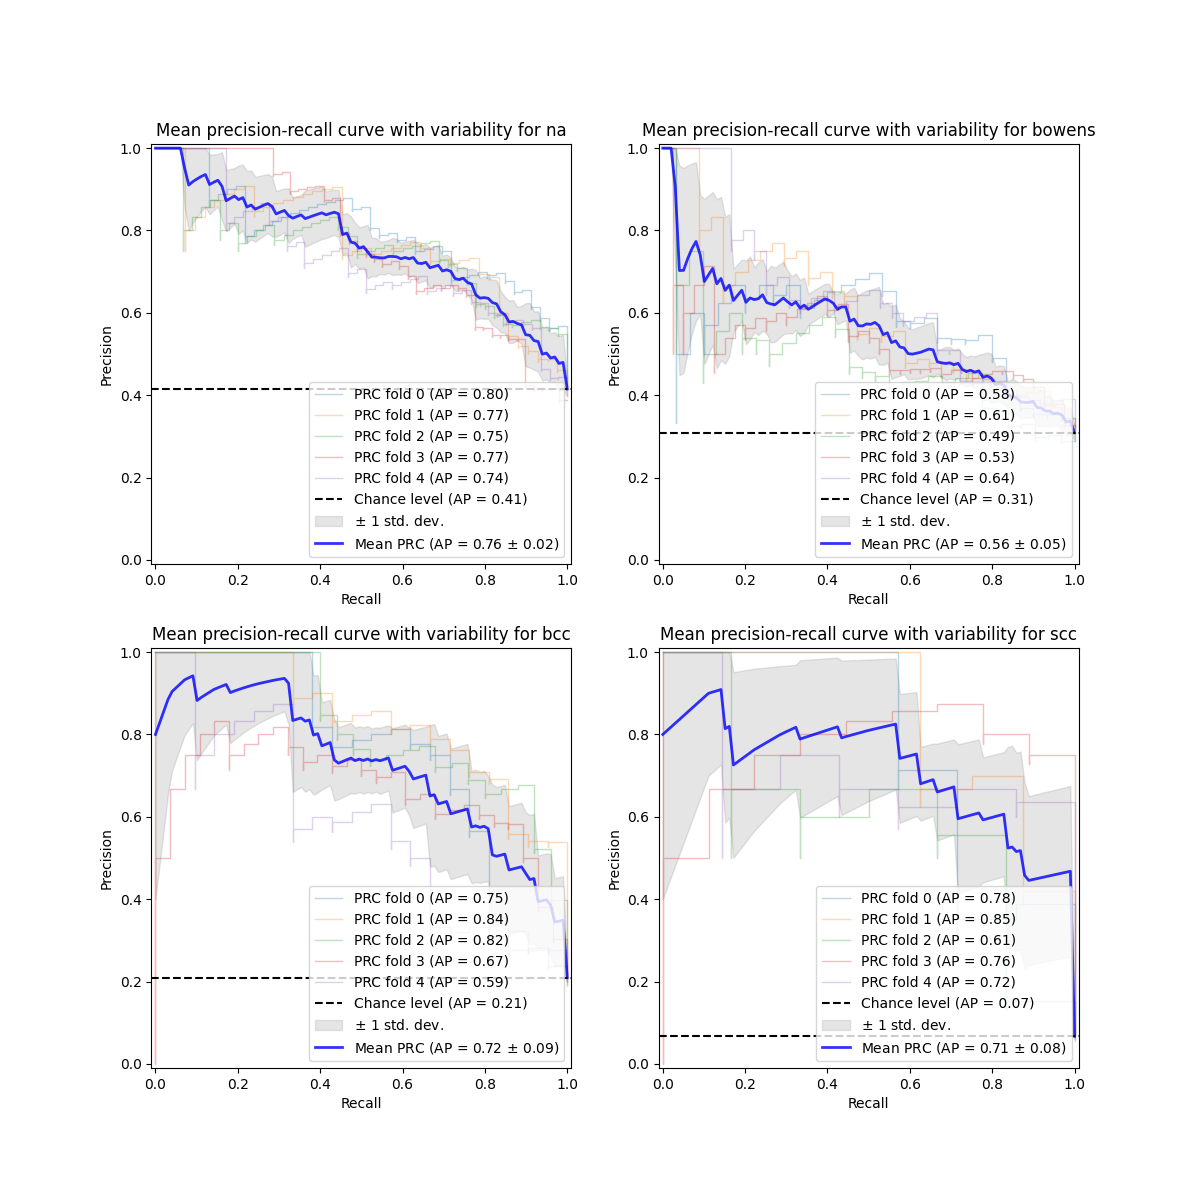 Mean precision-recall curve with variability for na
1.0
0.8
0.6
0.4
0.2
0.0
Precision
PRC fold 0 (AP = 0.80)
PRC fold 1 (AP = 0.77)
PRC fold 2 (AP = 0.75)
PRC fold 3 (AP = 0.77)
PRC fold 4 (AP = 0.74)
Chance level (AP = 0.41)
± 1 std. dev.
Mean PRC (AP = 0.76 ± 0.02)
0.0 0.2 0.4 0.6 0.8 1.0
Recall
Mean precision-recall curve with variability for bowens
1.0
0.8
0.6
0.4
0.2
0.0
Precision
PRC fold 0 (AP = 0.58)
PRC fold 1 (AP = 0.61)
PRC fold 2 (AP = 0.49)
PRC fold 3 (AP = 0.53)
PRC fold 4 (AP = 0.64)
Chance level (AP = 0.31)
± 1 std. dev.
Mean PRC (AP = 0.56 ± 0.05)
0.0 0.2 0.4 0.6 0.8 1.0
Recall
Mean precision-recall curve with variability for bcc
1.0
0.8
0.6
0.4
0.2
0.0
Precision
PRC fold 0 (AP = 0.75)
PRC fold 1 (AP = 0.84)
PRC fold 2 (AP = 0.82)
PRC fold 3 (AP = 0.67)
PRC fold 4 (AP = 0.59)
Chance level (AP = 0.21)
± 1 std. dev.
Mean PRC (AP = 0.72 ± 0.09)
0.0 0.2 0.4 0.6 0.8 1.0
Recall
Mean precision-recall curve with variability for scc
1.0
0.8
0.6
0.4
0.2
0.0
Precision
PRC fold 0 (AP = 0.78)
PRC fold 1 (AP = 0.85)
PRC fold 2 (AP = 0.61)
PRC fold 3 (AP = 0.76)
PRC fold 4 (AP = 0.72)
Chance level (AP = 0.07)
± 1 std. dev.
Mean PRC (AP = 0.71 ± 0.08)
0.0 0.2 0.4 0.6 0.8 1.0
Recall